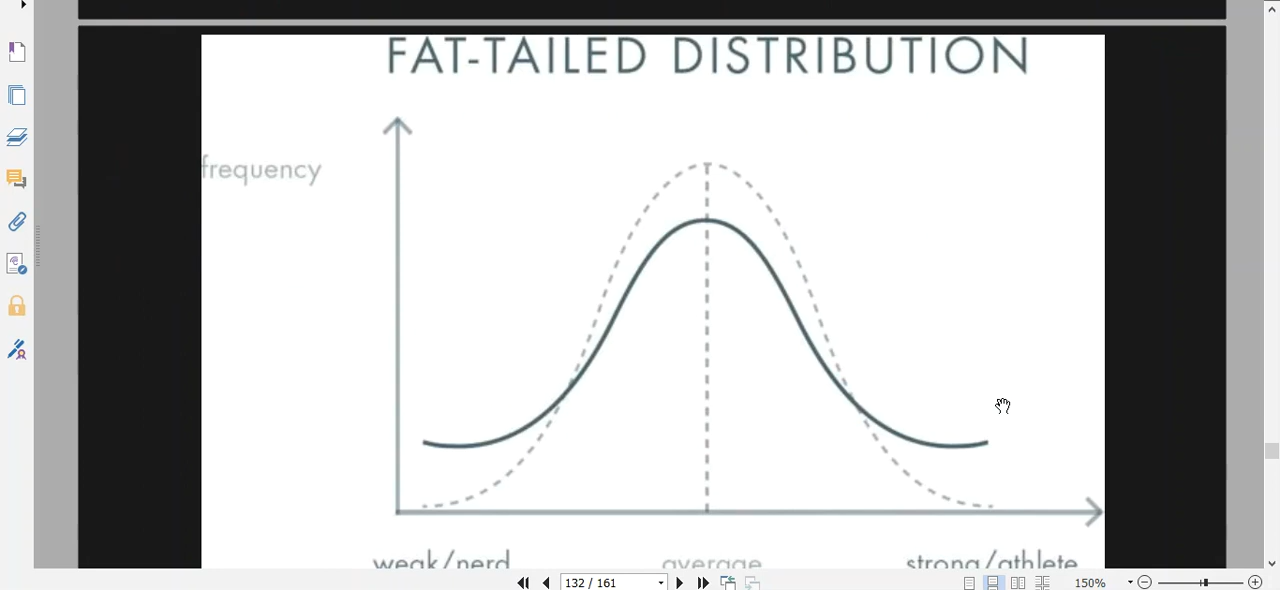 FAT-TAILED DISTRIBUTION
frequency
weak/nerd average strong/athlete
132 / 161
150%